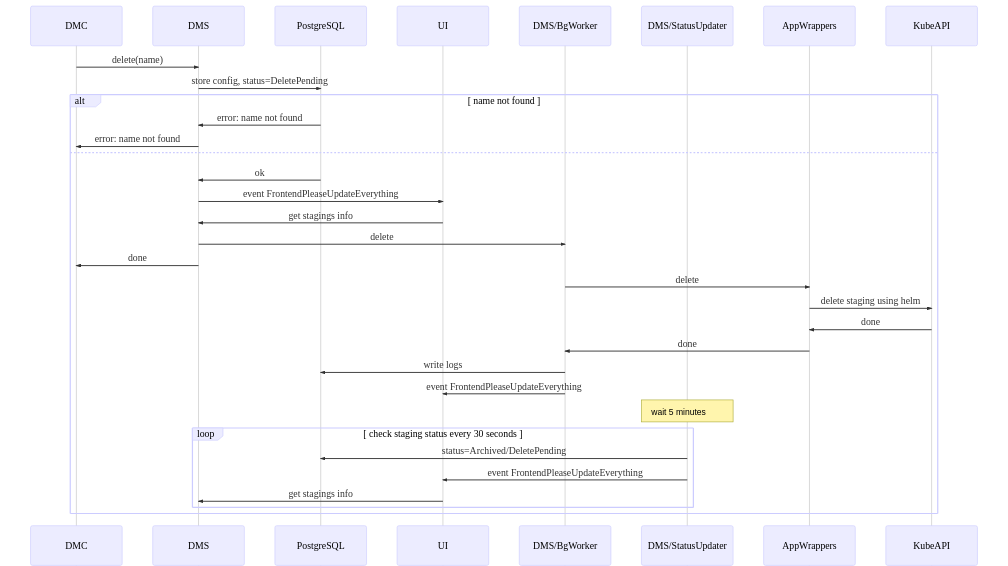 DMC DMS PostgreSQL UI DMS/BgWorker DMS/StatusUpdater AppWrappers KubeAPI
delete(name)
store config, status=DeletePending
alt [ name not found ]
error: name not found
error: name not found
ok
event FrontendPleaseUpdateEverything
get stagings info
delete
done
delete
delete staging using helm
done
done
write logs
event FrontendPleaseUpdateEverything
wait 5 minutes
loop [ check staging status every 30 seconds ]
status=Archived/DeletePending
event FrontendPleaseUpdateEverything
get stagings info
DMC DMS PostgreSQL UI DMS/BgWorker DMS/StatusUpdater AppWrappers KubeAPI